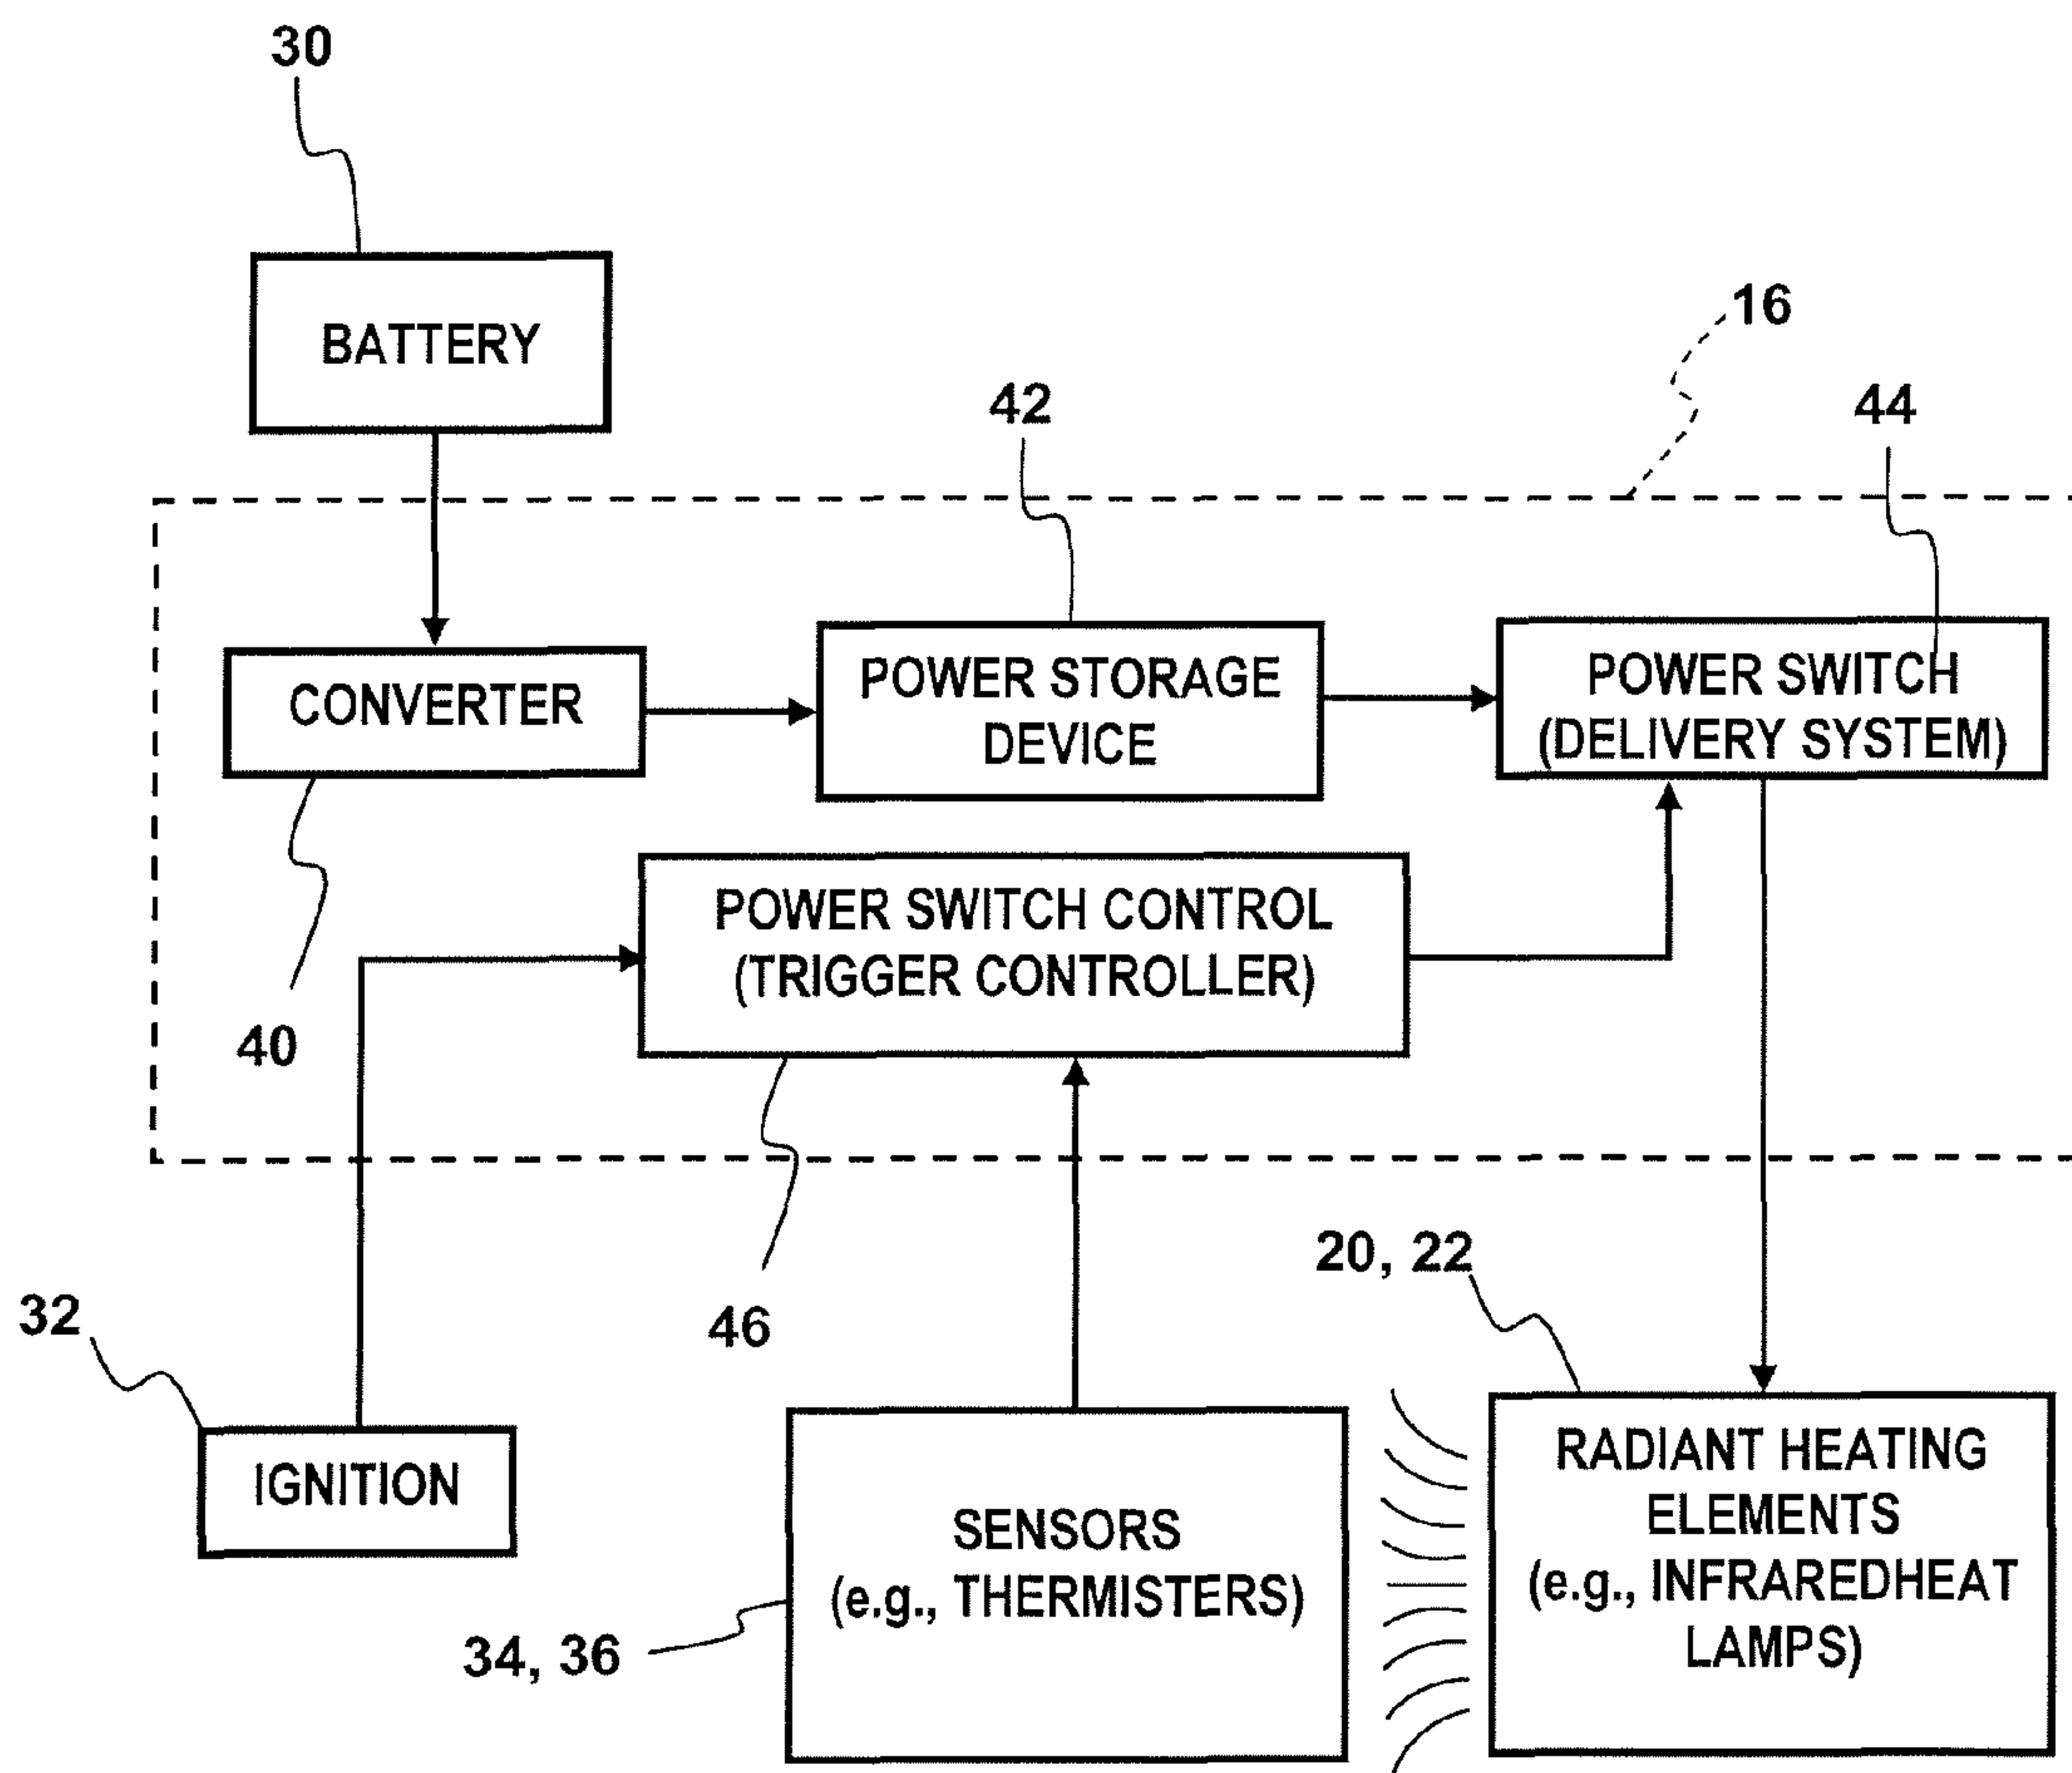 30
BATTERY
16
42
44
CONVERTER
POWER STORAGE
DEVICE
POWER SWITCH
(DELIVERY SYSTEM)
POWER SWITCH CONTROL
(TRIGGER CONTROLLER)
40
46
20, 22
32
IGNITION
SENSORS
(e.g., THERMISTERS)
34, 36
RADIANT HEATING
ELEMENTS
(e.g., INFRAREDHEAT
LAMPS)